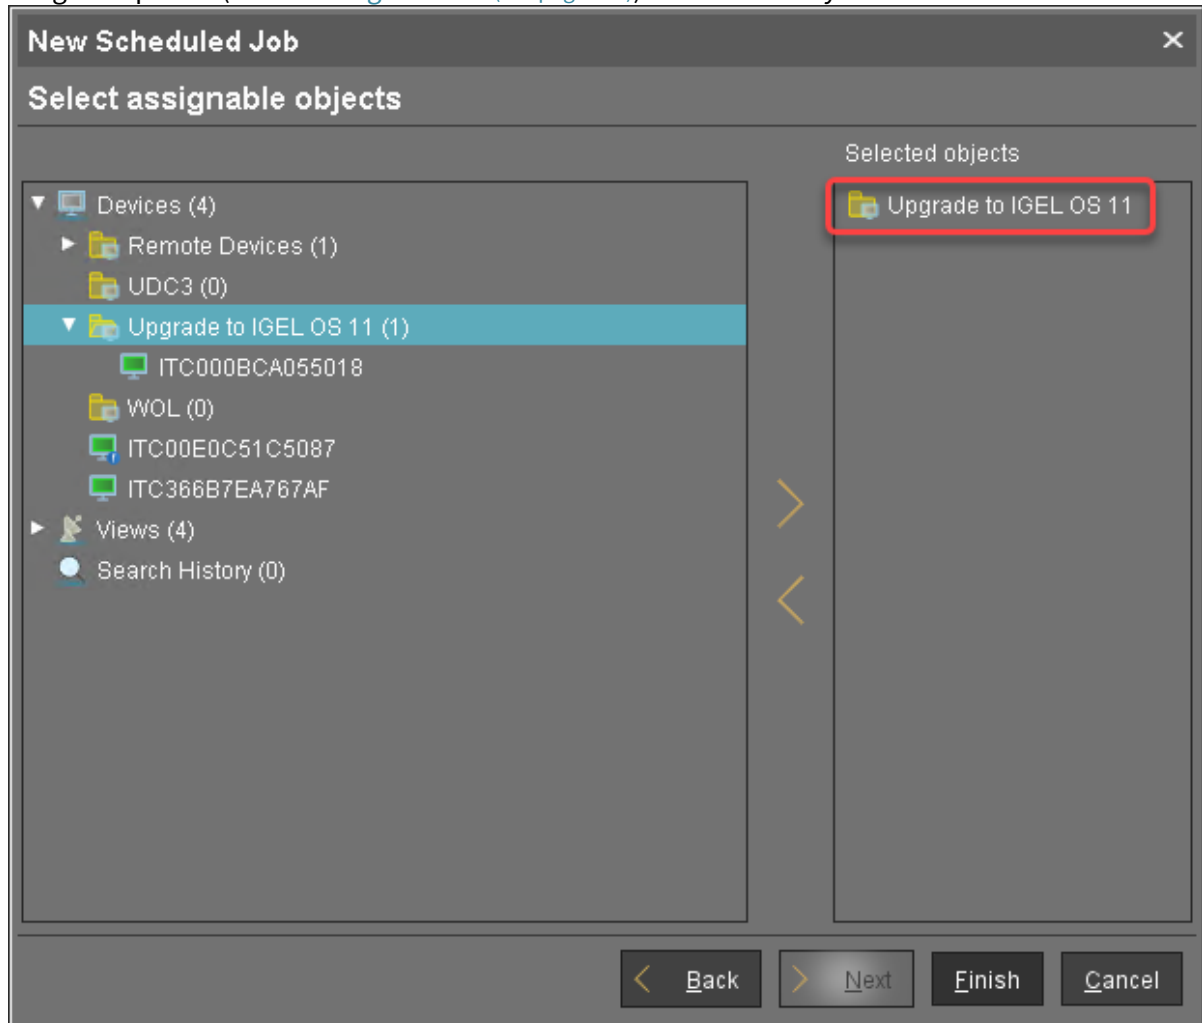 New Scheduled Job
Select assignable objects
Selected objects
Devices (4)
Remote Devices (1)
UDC3 (0)
Upgrade to IGEL OS 11 (1)
ITC000BCA055018
WOL (0)
ITC00E0C51C5087
ITC366B7EA767AF
Views (4)
Search History (0)
Upgrade to IGEL OS 11
Back
Next
Finish
Cancel